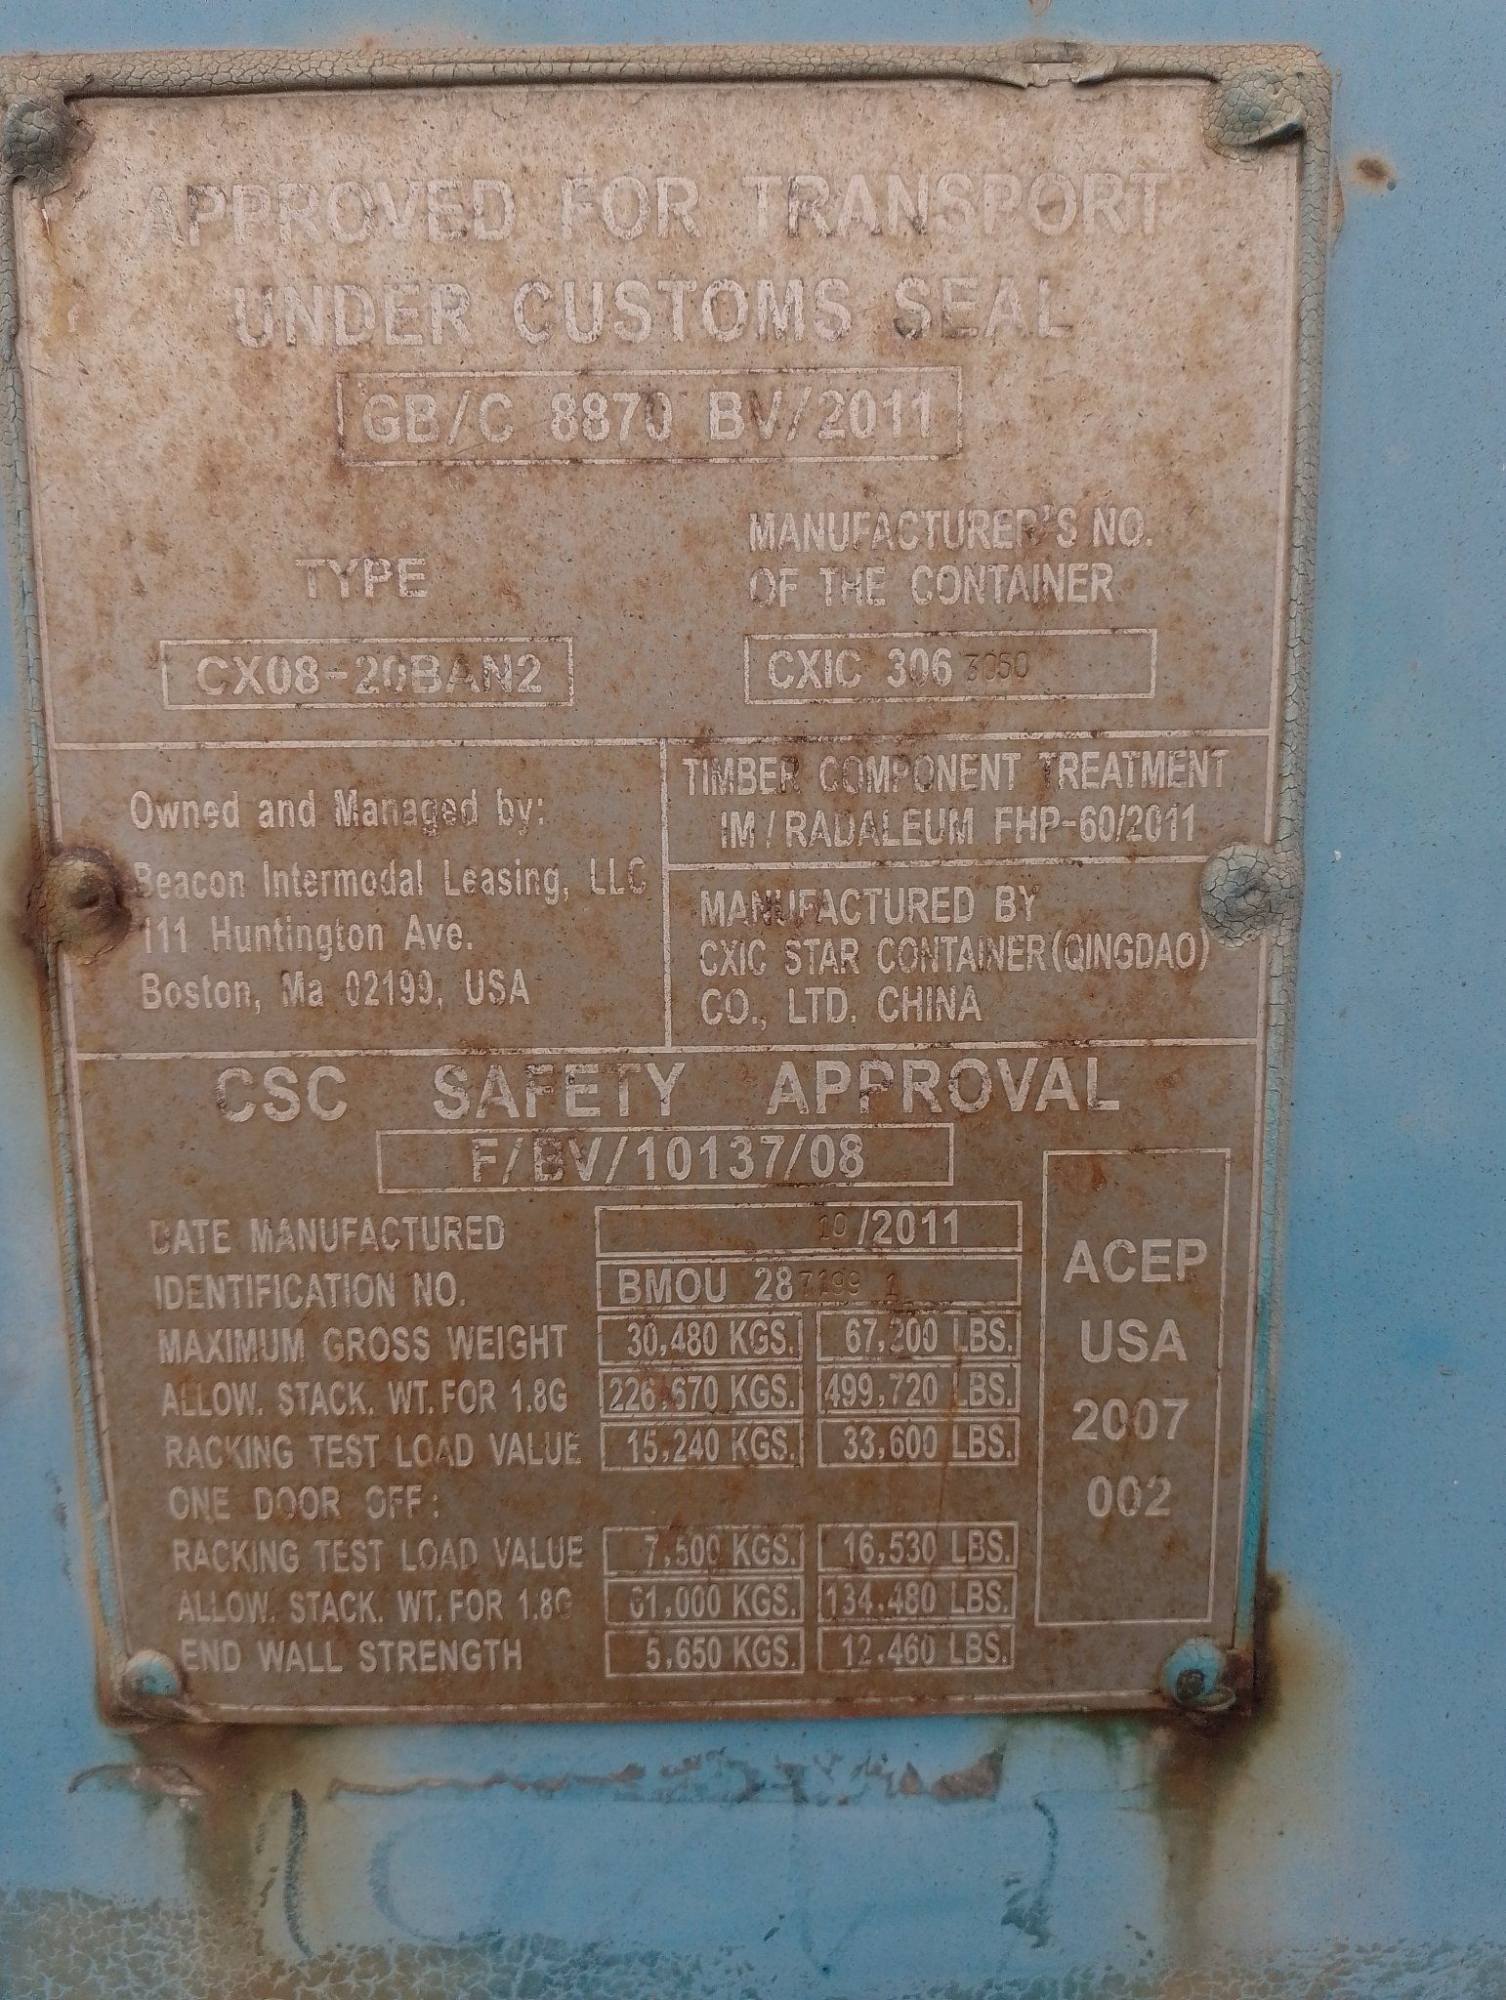 APPROVED FOR TRANSPORT
UNDER CUSTOMS SEAL
GB/C 8870 BV/2011
TYPE
CX08-20BAN2
MANUFACTURER'S NO.
OF THE CONTAINER
CXIC 306
Owned and Managed by:
Beacon Intermodal Leasing, LLC
111 Huntington Ave.
Boston, Ma 02199, USA
TIMBER COMPONENT TREATMENT
IM / RADALEUM FHP-60/2011
MANUFACTURED BY
CXIC STAR CONTAINER(QINGDAO)
CO., LTD. CHINA
CSC SAFETY APPROVAL
F/BV/10137/08
DATE MANUFACTURED 10/2011
IDENTIFICATION NO. BMOU 287199 1
MAXIMUM GROSS WEIGHT 30,480 KGS. 67,200 LBS.
ALLOW. STACK. WT. FOR 1.8G 226,670 KGS. 499,720 LBS.
RACKING TEST LOAD VALUE 15,240 KGS. 33,600 LBS.
ONE DOOR OFF:
RACKING TEST LOAD VALUE 7,500 KGS. 16,530 LBS.
ALLOW. STACK. WT. FOR 1.8G 61,000 KGS. 134,480 LBS.
END WALL STRENGTH 5,650 KGS. 12,460 LBS.
ACEP
USA
2007
002